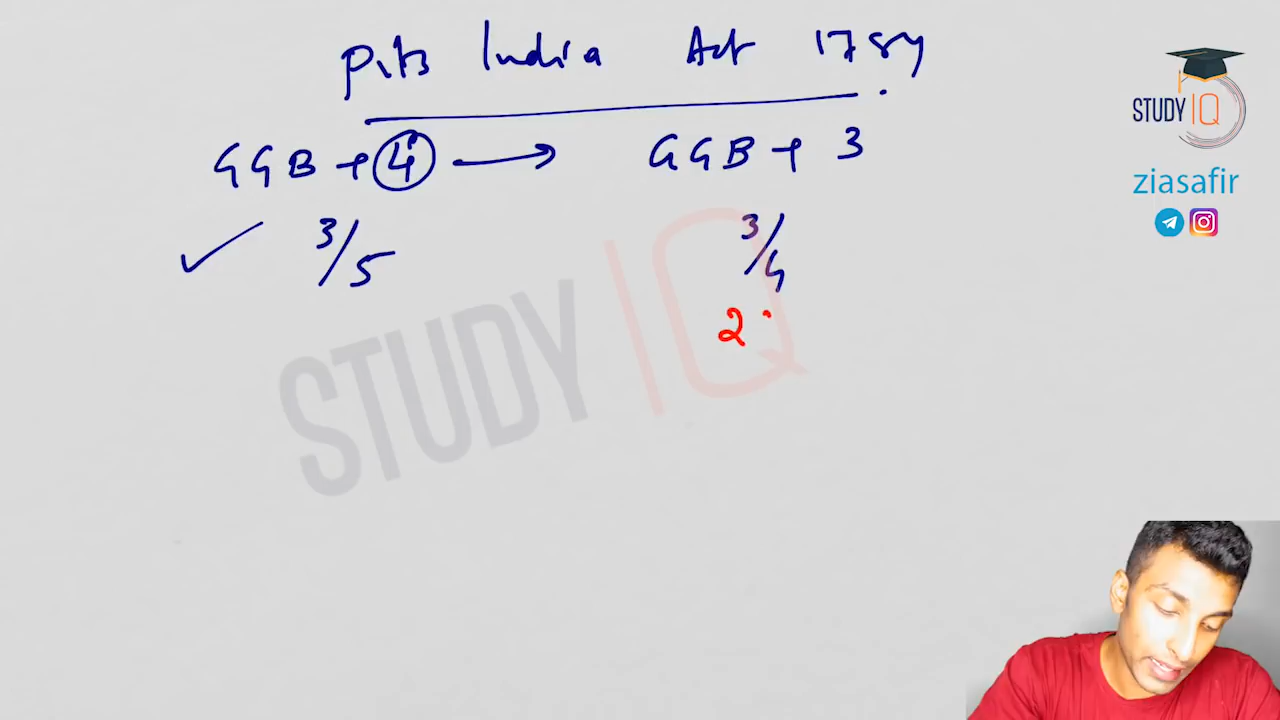 Pits India Act 1784
STUDY IQ
GGB + 4 → GGB + 3
ziasafir
✓ 3/5 3/4
2
STUDY IQ